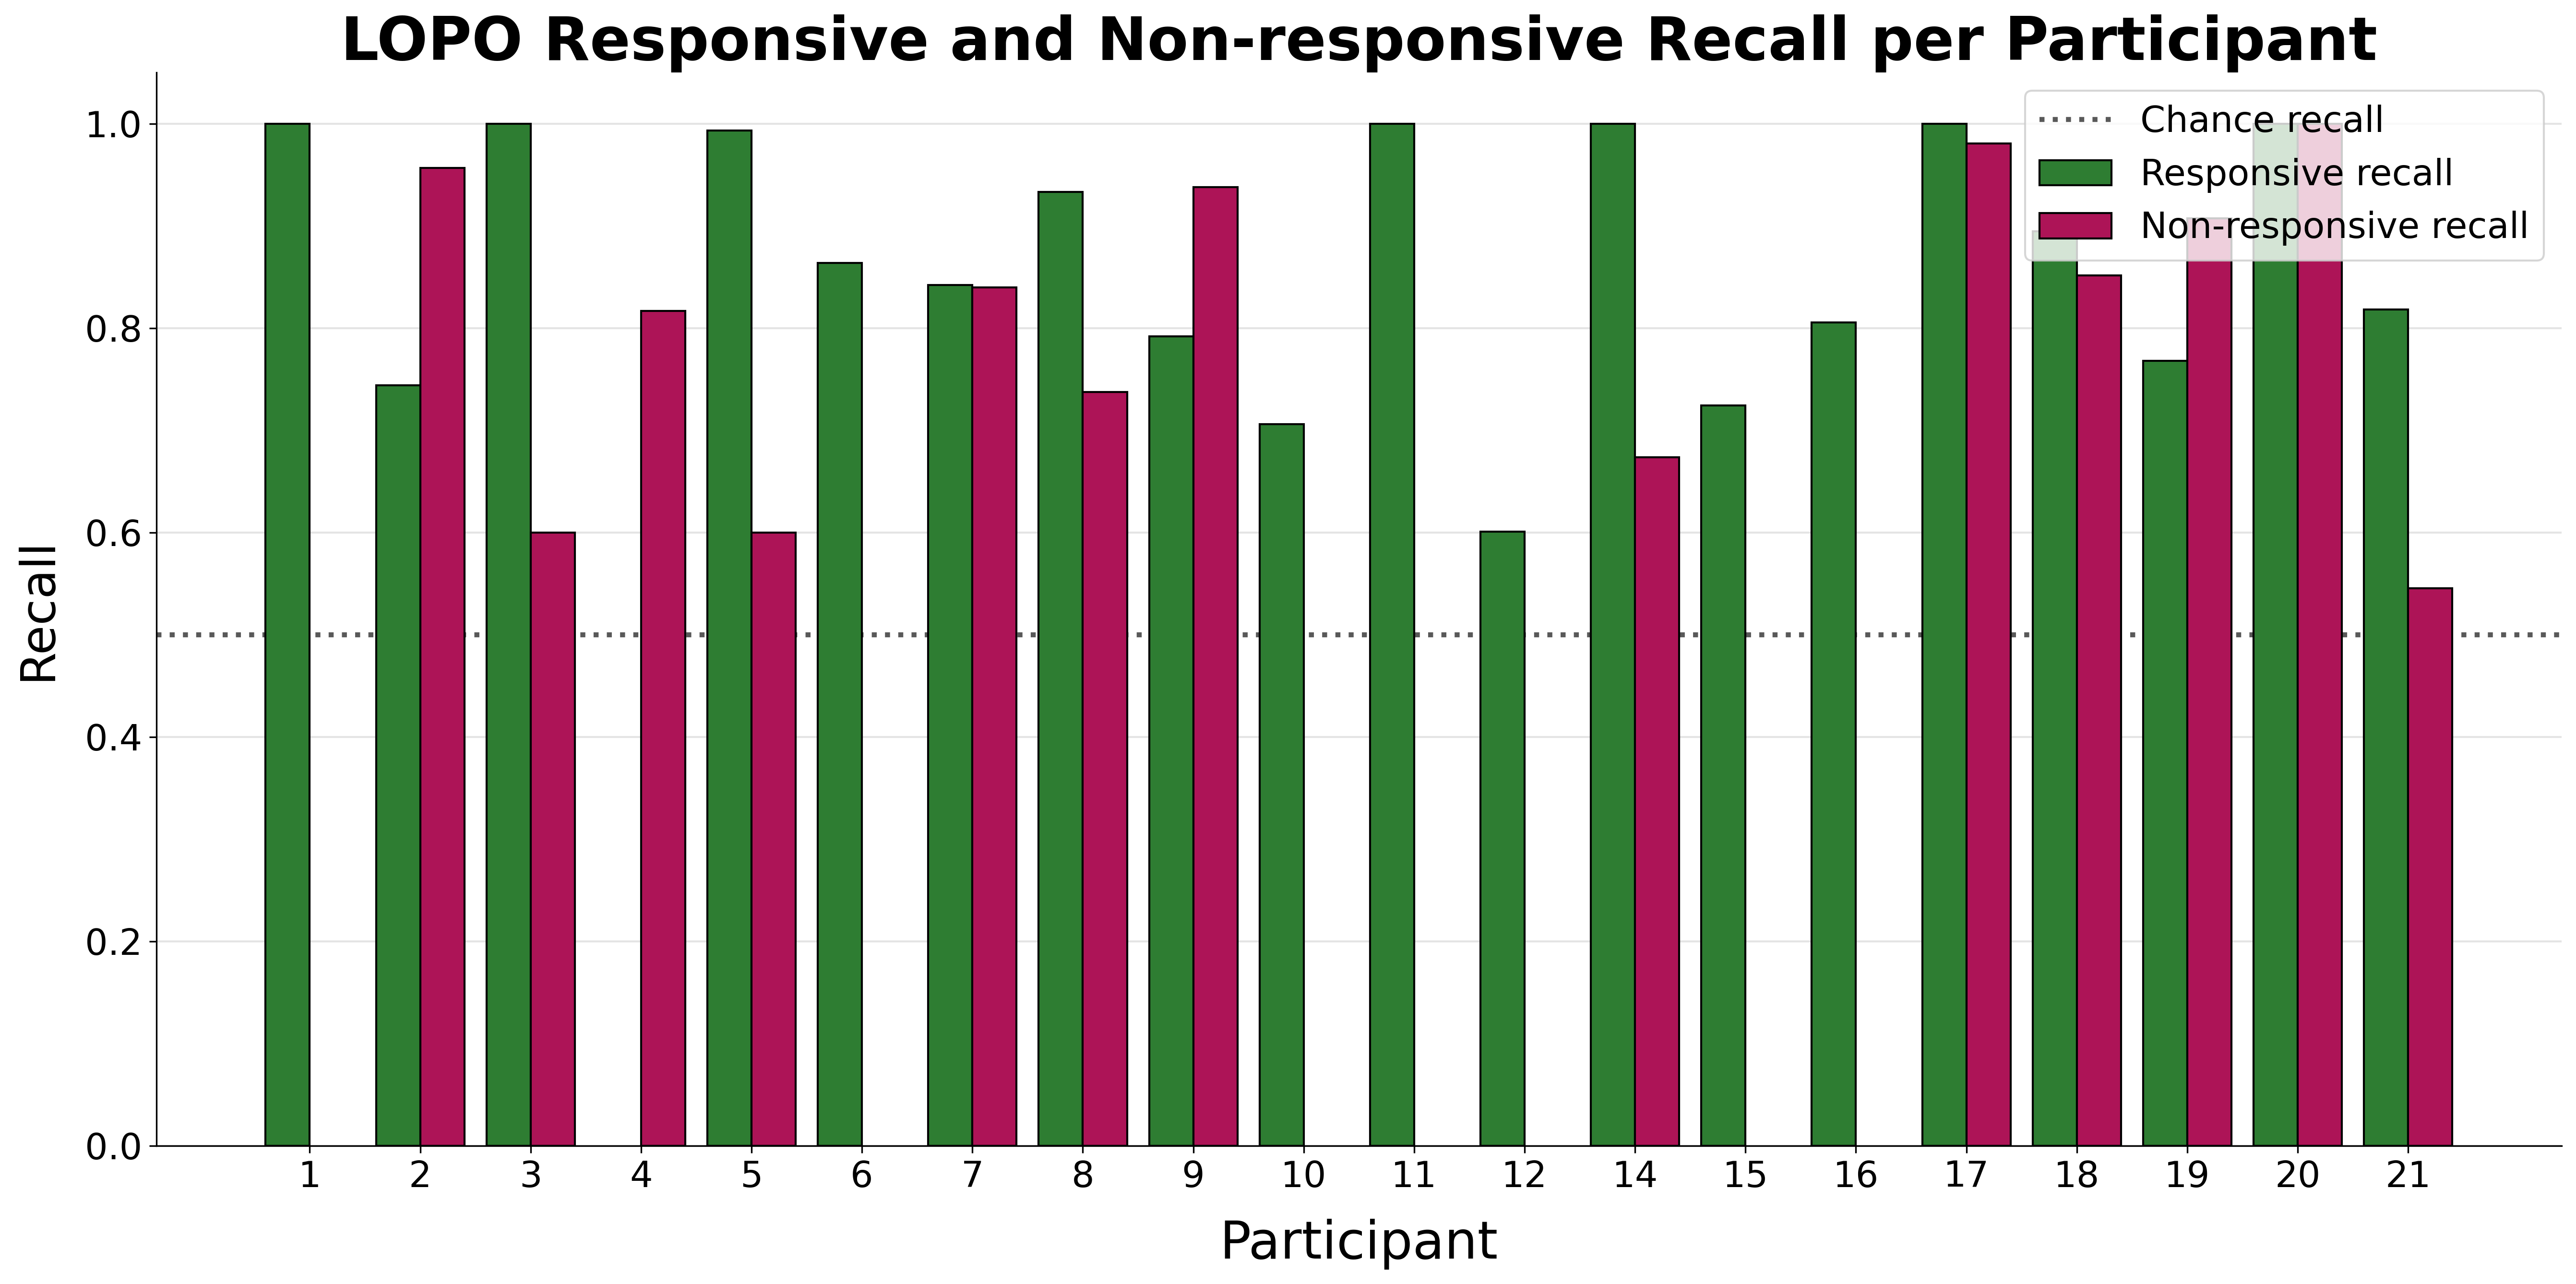 LOPO Responsive and Non-responsive Recall per Participant
Chance recall
Responsive recall
Non-responsive recall
Recall
1.0
0.8
0.6
0.4
0.2
0.0
1 2 3 4 5 6 7 8 9 10 11 12 14 15 16 17 18 19 20 21
Participant